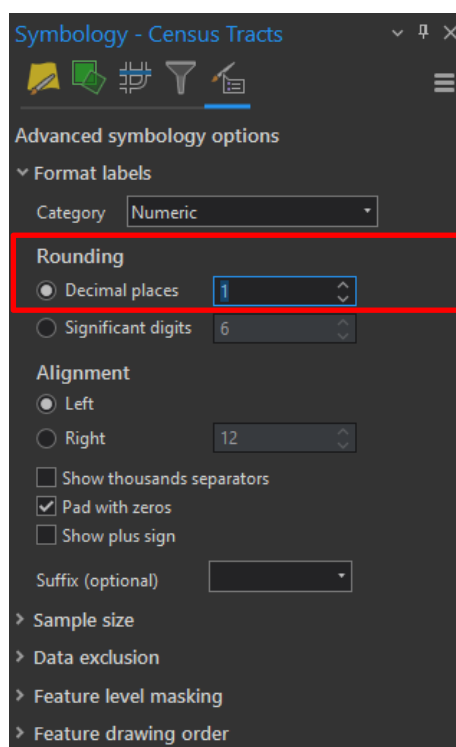 Symbology - Census Tracts
Advanced symbology options
Format labels
Category Numeric
Rounding
Decimal places 1
Significant digits 6
Alignment
Left
Right 12
Show thousands separators
Pad with zeros
Show plus sign
Suffix (optional)
Sample size
Data exclusion
Feature level masking
Feature drawing order